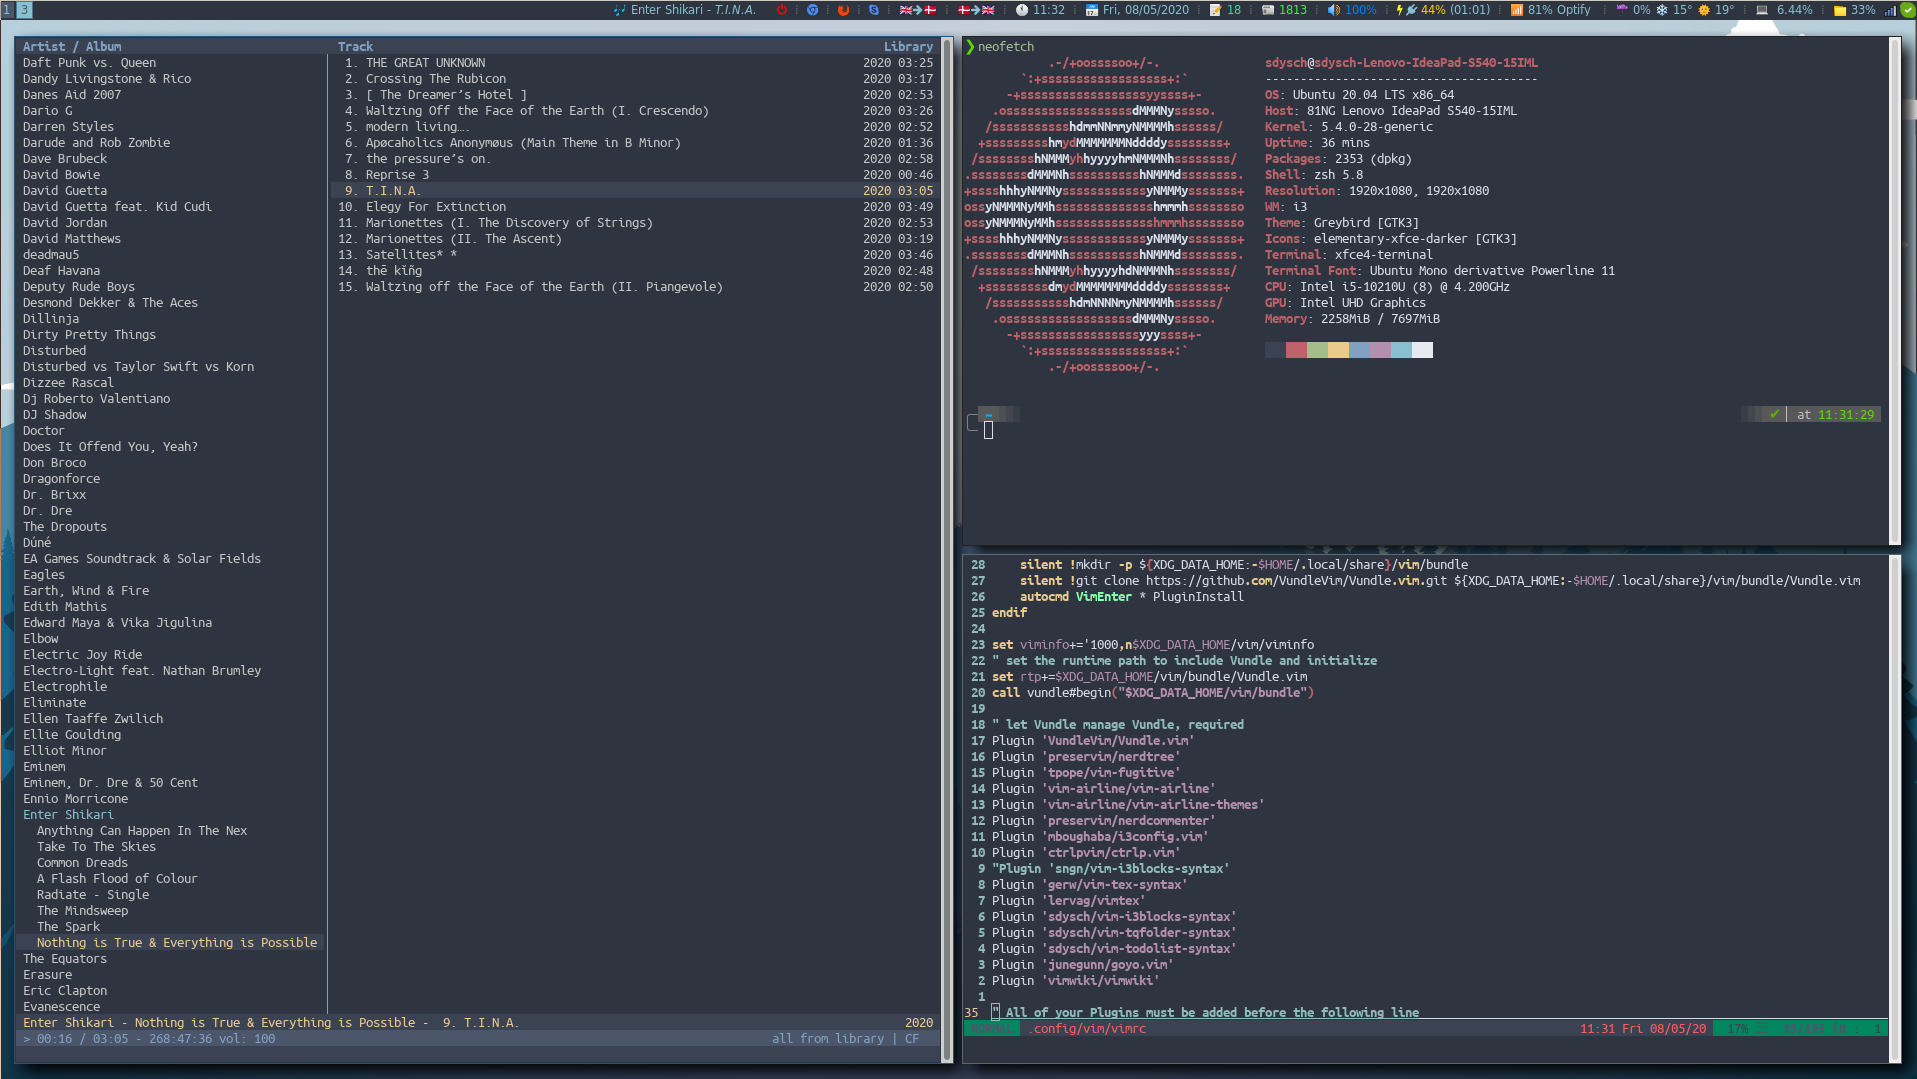 1 3 Enter Shikari - T.I.N.A. 11:32 Fri, 08/05/2020 18 1813 100% 44% (01:01) 81% Optify 0% 15° 19° 6.44% 33%
Artist / Album Track Library
Daft Punk vs. Queen
Dandy Livingstone & Rico
Danes Aid 2007
Dario G
Darren Styles
Darude and Rob Zombie
Dave Brubeck
David Bowie
David Guetta
David Guetta feat. Kid Cudi
David Jordan
David Matthews
deadmau5
Deaf Havana
Deputy Rude Boys
Desmond Dekker & The Aces
Dillinja
Dirty Pretty Things
Disturbed
Disturbed vs Taylor Swift vs Korn
Dizzee Rascal
Dj Roberto Valentiano
DJ Shadow
Doctor
Does It Offend You, Yeah?
Don Broco
Dragonforce
Dr. Brixx
Dr. Dre
The Dropouts
Dúné
EA Games Soundtrack & Solar Fields
Eagles
Earth, Wind & Fire
Edith Mathis
Edward Maya & Vika Jigulina
Elbow
Electric Joy Ride
Electro-Light feat. Nathan Brumley
Electrophile
Eliminate
Ellen Taaffe Zwilich
Ellie Goulding
Elliot Minor
Eminem
Eminem, Dr. Dre & 50 Cent
Ennio Morricone
Enter Shikari
Anything Can Happen In The Nex
Take To The Skies
Common Dreads
A Flash Flood of Colour
Radiate - Single
The Mindsweep
The Spark
Nothing is True & Everything is Possible
The Equators
Erasure
Eric Clapton
Evanescence
1. THE GREAT UNKNOWN 2020 03:25
2. Crossing The Rubicon 2020 03:17
3. [ The Dreamer’s Hotel ] 2020 02:53
4. Waltzing Off the Face of the Earth (I. Crescendo) 2020 03:26
5. modern living…. 2020 02:52
6. Apøcaholics Anonymøus (Main Theme in B Minor) 2020 01:36
7. the pressure’s on. 2020 02:58
8. Reprise 3 2020 00:46
9. T.I.N.A. 2020 03:05
10. Elegy For Extinction 2020 03:49
11. Marionettes (I. The Discovery of Strings) 2020 02:53
12. Marionettes (II. The Ascent) 2020 03:19
13. Satellites* * 2020 03:46
14. thē kĭñg 2020 02:48
15. Waltzing off the Face of the Earth (II. Piangevole) 2020 02:50
Enter Shikari - Nothing is True & Everything is Possible - 9. T.I.N.A. 2020
> 00:16 / 03:05 - 268:47:36 vol: 100 all from library | CF
❯neofetch
.-/+oossssoo+/-.
`:+ssssssssssssssssss+:`
-+ssssssssssssssssssyyssss+-
.ossssssssssssssssssdMMMNysssso.
/ssssssssssshdmmNNmmyNMMMMhssssss/
+ssssssssshmydMMMMMMMNddddyssssssss+
/sssssssshNMMMyhhyyyyhmNMMMNhssssssss/
.ssssssssdMMMNhsssssssssshNMMMdssssssss.
+sssshhhyNMMNyssssssssssssyNMMMysssssss+
ossyNMMMNyMMhsssssssssssssshmmmhssssssso
ossyNMMMNyMMhsssssssssssssshmmmhssssssso
+sssshhhyNMMNyssssssssssssyNMMMysssssss+
.ssssssssdMMMNhsssssssssshNMMMdssssssss.
/sssssssshNMMMyhhyyyyhdNMMMNhssssssss/
+sssssssssdmydMMMMMMMMddddyssssssss+
/ssssssssssshdmNNNNmyNMMMMhssssss/
.ossssssssssssssssssdMMMNysssso.
-+sssssssssssssssssyyyssss+-
`:+ssssssssssssssssss+:`
.-/+oossssoo+/-.
sdysch@sdysch-Lenovo-IdeaPad-S540-15IML
---------------------------------------
OS: Ubuntu 20.04 LTS x86_64
Host: 81NG Lenovo IdeaPad S540-15IML
Kernel: 5.4.0-28-generic
Uptime: 36 mins
Packages: 2353 (dpkg)
Shell: zsh 5.8
Resolution: 1920x1080, 1920x1080
WM: i3
Theme: Greybird [GTK3]
Icons: elementary-xfce-darker [GTK3]
Terminal: xfce4-terminal
Terminal Font: Ubuntu Mono derivative Powerline 11
CPU: Intel i5-10210U (8) @ 4.200GHz
GPU: Intel UHD Graphics
Memory: 2258MiB / 7697MiB
~ ✔ at 11:31:29
28 silent !mkdir -p ${XDG_DATA_HOME:-$HOME/.local/share}/vim/bundle
27 silent !git clone https://github.com/VundleVim/Vundle.vim.git ${XDG_DATA_HOME:-$HOME/.local/share}/vim/bundle/Vundle.vim
26 autocmd VimEnter * PluginInstall
25 endif
24
23 set viminfo+='1000,n$XDG_DATA_HOME/vim/viminfo
22 " set the runtime path to include Vundle and initialize
21 set rtp+=$XDG_DATA_HOME/vim/bundle/Vundle.vim
20 call vundle#begin("$XDG_DATA_HOME/vim/bundle")
19
18 " let Vundle manage Vundle, required
17 Plugin 'VundleVim/Vundle.vim'
16 Plugin 'preservim/nerdtree'
15 Plugin 'tpope/vim-fugitive'
14 Plugin 'vim-airline/vim-airline'
13 Plugin 'vim-airline/vim-airline-themes'
12 Plugin 'preservim/nerdcommenter'
11 Plugin 'mboughaba/i3config.vim'
10 Plugin 'ctrlpvim/ctrlp.vim'
9 "Plugin 'sngn/vim-i3blocks-syntax'
8 Plugin 'gerw/vim-tex-syntax'
7 Plugin 'lervag/vimtex'
6 Plugin 'sdysch/vim-i3blocks-syntax'
5 Plugin 'sdysch/vim-tqfolder-syntax'
4 Plugin 'sdysch/vim-todolist-syntax'
3 Plugin 'junegunn/goyo.vim'
2 Plugin 'vimwiki/vimwiki'
1
35 " All of your Plugins must be added before the following line
NORMAL .config/vim/vimrc 11:31 Fri 08/05/20 17% : 1